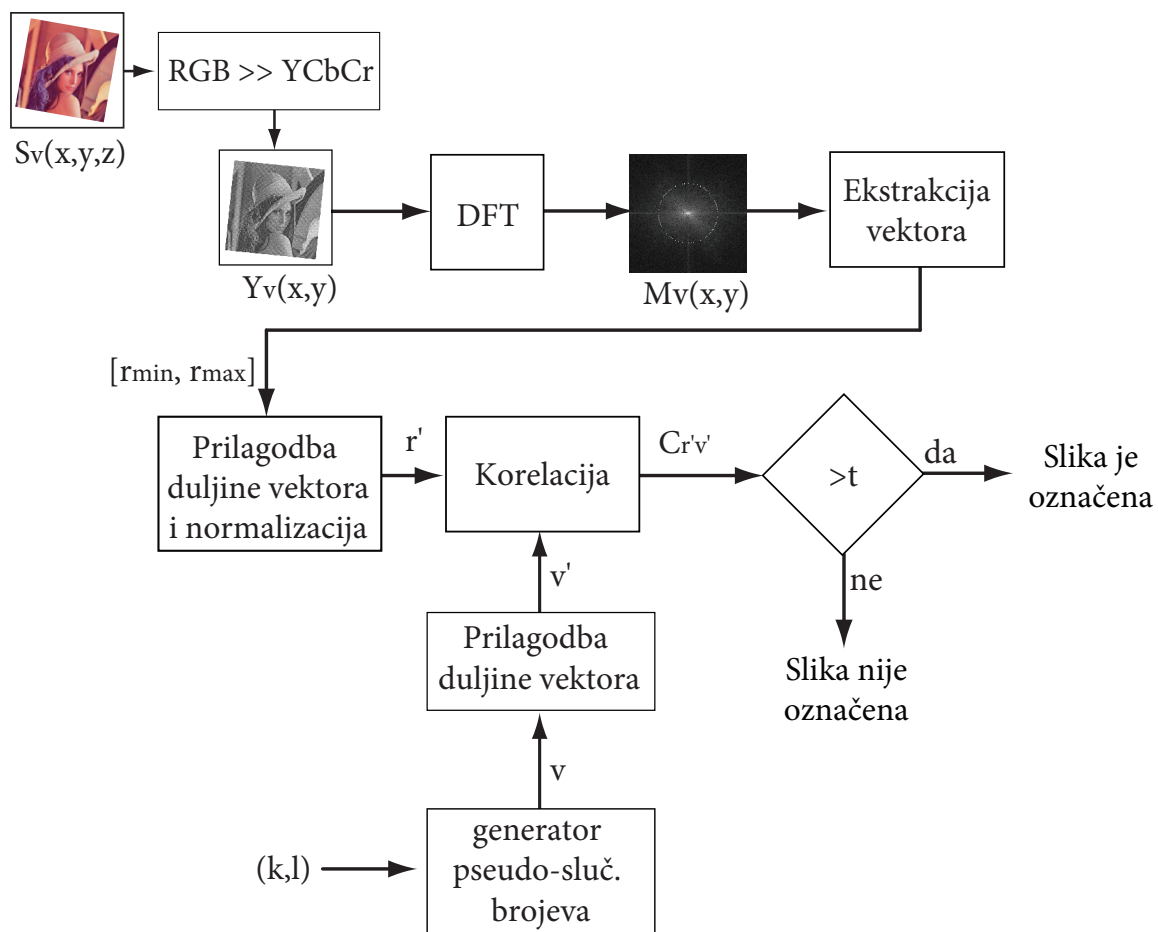 RGB >> YCbCr
Sv(x,y,z)
DFT
Ekstrakcija
vektora
Yv(x,y)
Mv(x,y)
[rmin, rmax]
Prilagodba
duljine vektora
i normalizacija
r'
Korelacija
Cr'v'
>t
da
Slika je
označena
ne
Slika nije
označena
v'
Prilagodba
duljine vektora
v
(k,l)
generator
pseudo-sluč.
brojeva